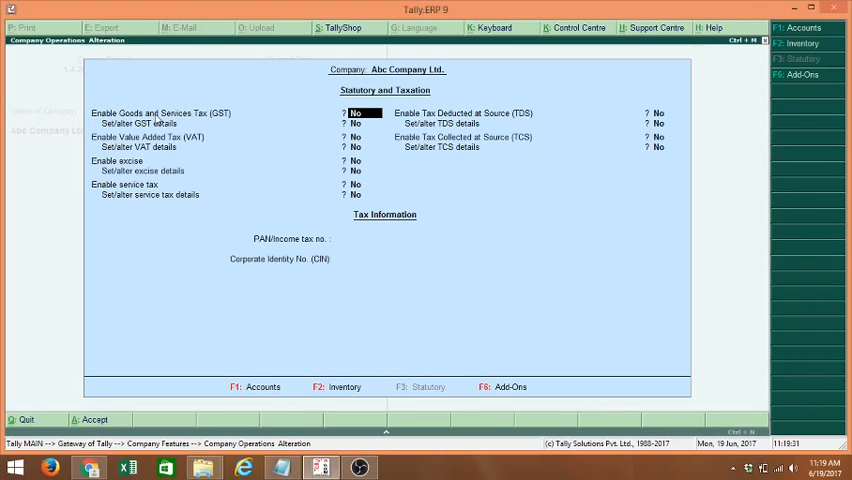 Tally.ERP 9
P: Print E: Export M: E-Mail O: Upload S: TallyShop G: Language K: Keyboard K: Control Centre H: Support Centre H: Help
F1: Accounts
Company Operations Alteration Ctrl + M
F2: Inventory
F3: Statutory
F6: Add-Ons
Company: Abc Company Ltd.
Statutory and Taxation
Enable Goods and Services Tax (GST) ? No Enable Tax Deducted at Source (TDS) ? No
Set/alter GST details ? No Set/alter TDS details ? No
Enable Value Added Tax (VAT) ? No Enable Tax Collected at Source (TCS) ? No
Set/alter VAT details ? No Set/alter TCS details ? No
Enable excise ? No
Set/alter excise details ? No
Enable service tax ? No
Set/alter service tax details ? No
Tax Information
PAN/Income tax no. :
Corporate Identity No. (CIN):
F1: Accounts F2: Inventory F3: Statutory F6: Add-Ons
Q: Quit A: Accept
Ctrl + N
Tally MAIN --> Gateway of Tally --> Company Features --> Company Operations Alteration (c) Tally Solutions Pvt. Ltd., 1988-2017 Mon, 19 Jun, 2017 11:19:31
11:19 AM
6/19/2017